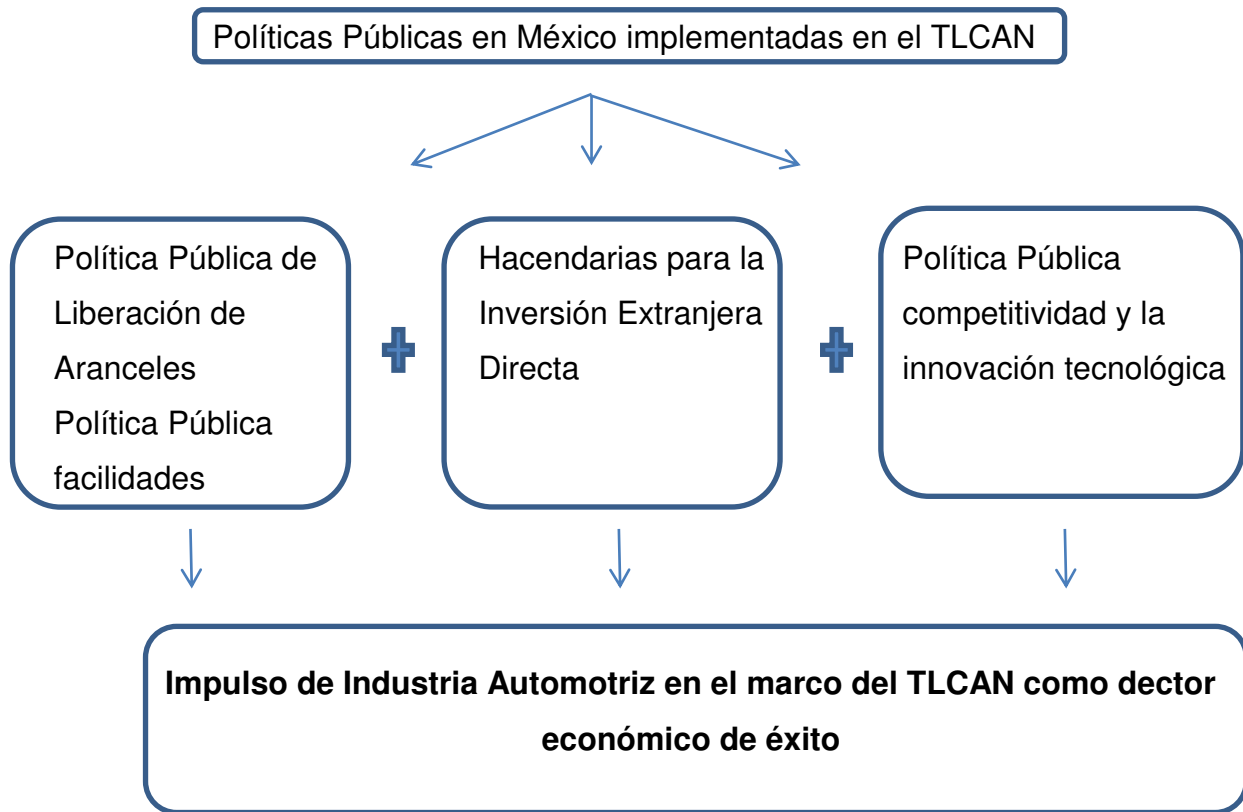 Políticas Públicas en México implementadas en el TLCAN
Política Pública de
Liberación de
Aranceles
Política Pública
facilidades
Hacendarias para la
Inversión Extranjera
Directa
Política Pública
competitividad y la
innovación tecnológica
Impulso de Industria Automotriz en el marco del TLCAN como dector
económico de éxito